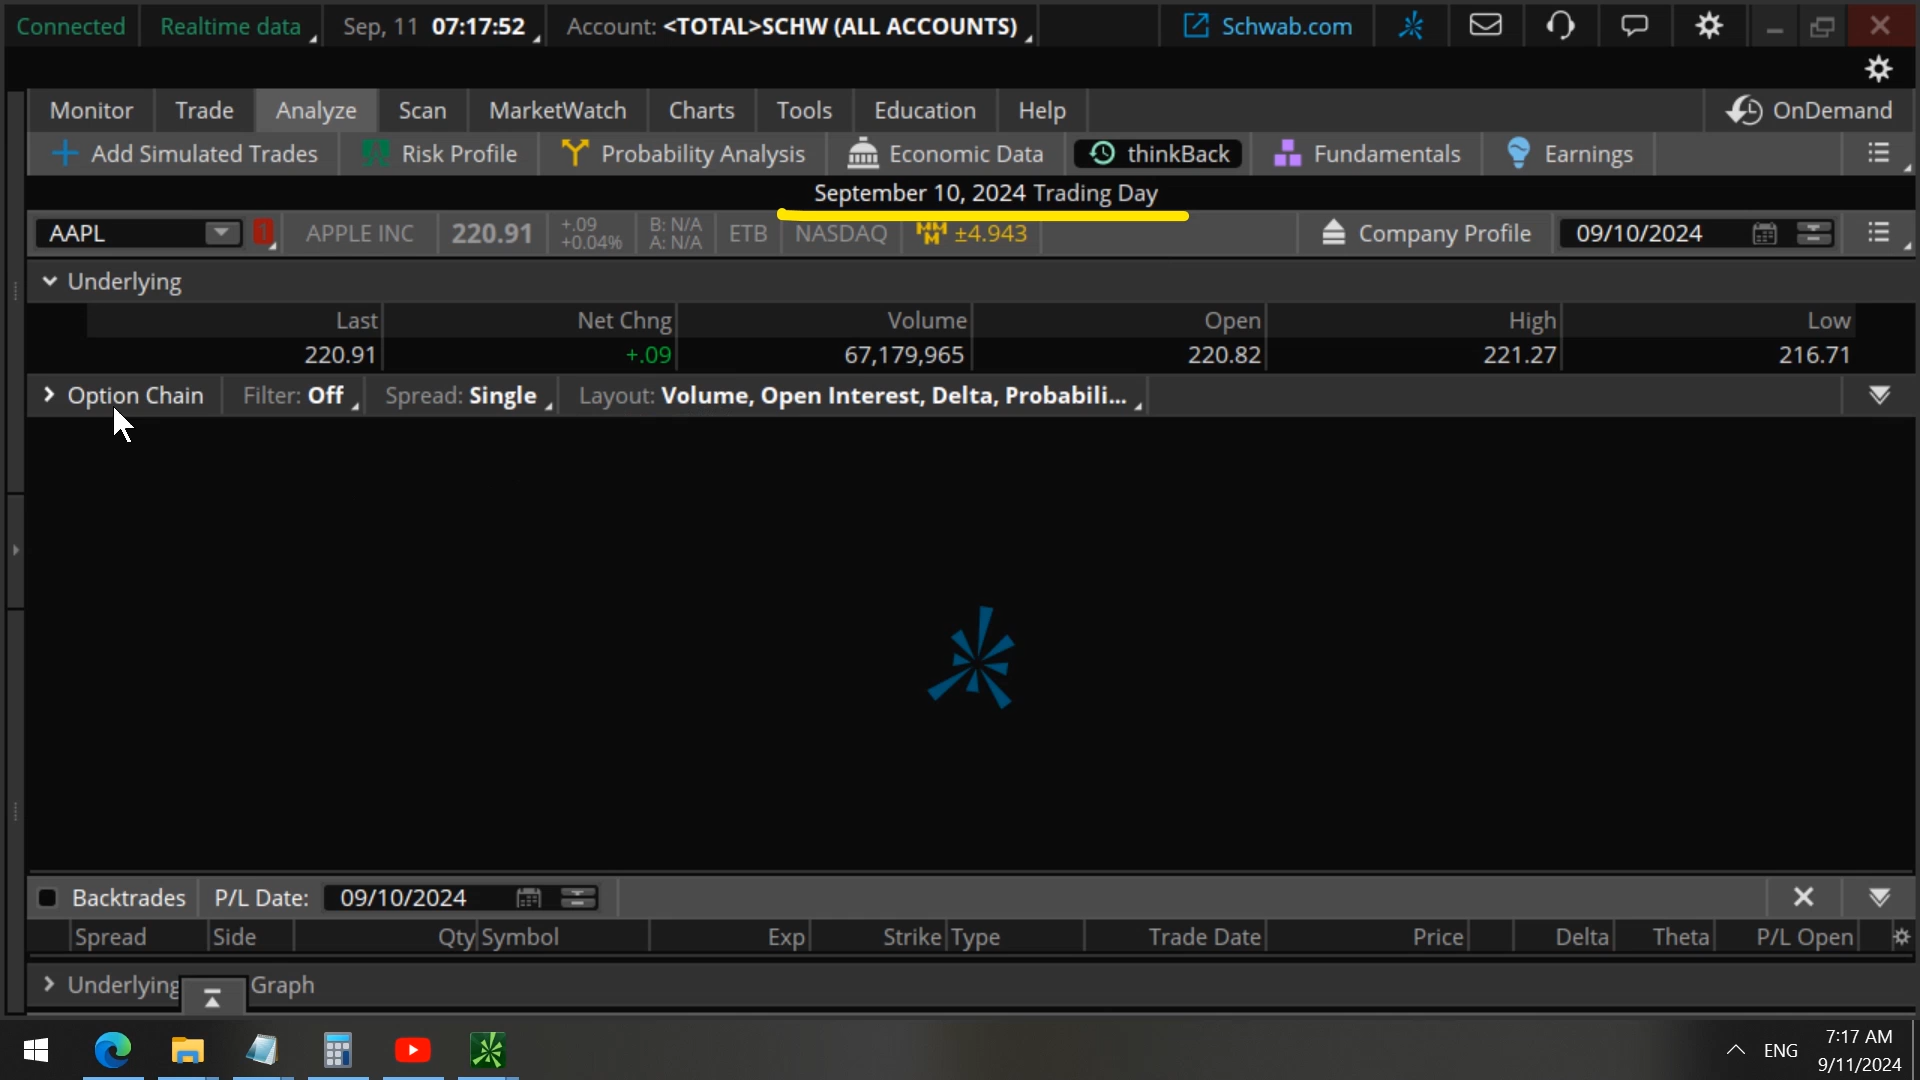 Connected Realtime data Sep, 11 07:17:52 Account: <TOTAL>SCHW (ALL ACCOUNTS) Schwab.com
Monitor Trade Analyze Scan MarketWatch Charts Tools Education Help OnDemand
Add Simulated Trades Risk Profile Probability Analysis Economic Data thinkBack Fundamentals Earnings
September 10, 2024 Trading Day
AAPL 1 APPLE INC 220.91 +.09 +0.04% B: N/A A: N/A ETB NASDAQ MMM ±4.943 Company Profile 09/10/2024
Underlying
Last Net Chng Volume Open High Low
220.91 +.09 67,179,965 220.82 221.27 216.71
Option Chain Filter: Off Spread: Single Layout: Volume, Open Interest, Delta, Probabili...
Backtrades P/L Date: 09/10/2024
Spread Side Qty Symbol Exp Strike Type Trade Date Price Delta Theta P/L Open
Underlying Graph
7:17 AM
ENG
9/11/2024